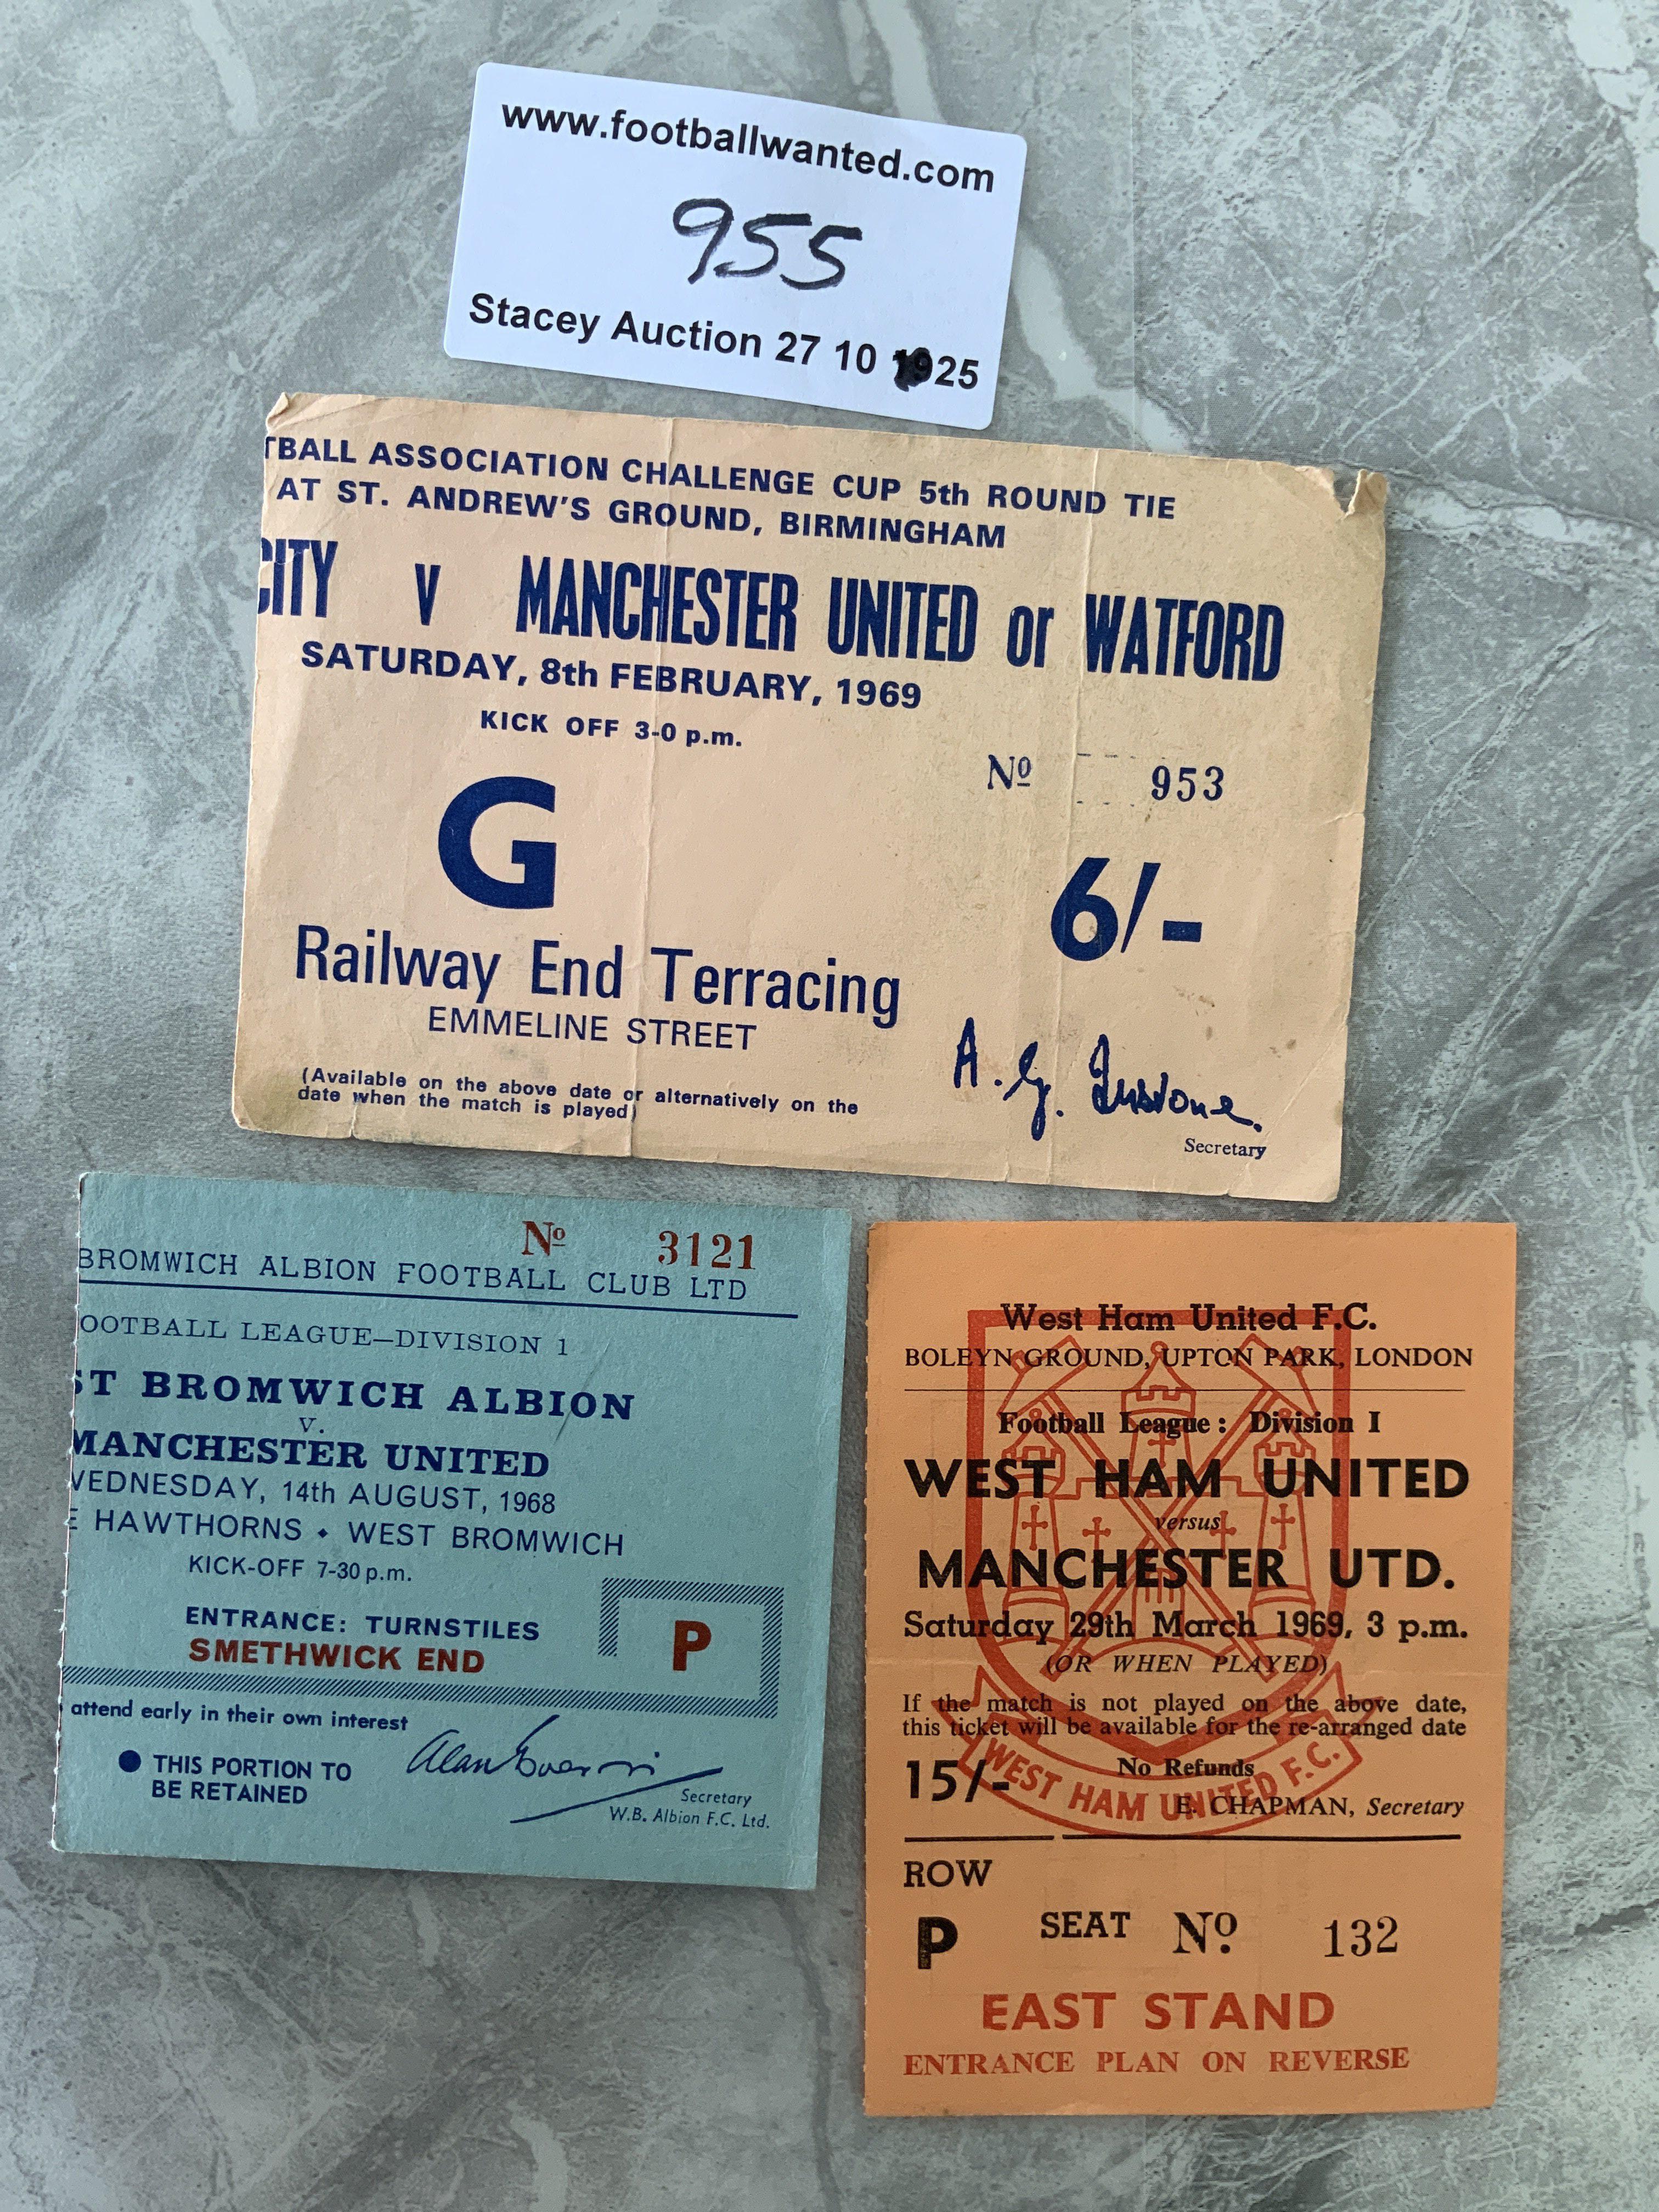 www.footballwanted.com
955
Stacey Auction 27 10 25
TBALL ASSOCIATION CHALLENGE CUP 5th ROUND TIE
AT ST. ANDREW'S GROUND, BIRMINGHAM
CITY v MANCHESTER UNITED or WATFORD
SATURDAY, 8th FEBRUARY, 1969
KICK OFF 3-0 p.m.
Nº 953
G
6/-
Railway End Terracing
EMMELINE STREET
(Available on the above date or alternatively on the
date when the match is played)
A. G.
Secretary
Nº 3121
BROMWICH ALBION FOOTBALL CLUB LTD
OOTBALL LEAGUE—DIVISION 1
ST BROMWICH ALBION
v.
MANCHESTER UNITED
WEDNESDAY, 14th AUGUST, 1968
E HAWTHORNS • WEST BROMWICH
KICK-OFF 7-30 p.m.
ENTRANCE: TURNSTILES
SMETHWICK END
P
attend early in their own interest
● THIS PORTION TO
BE RETAINED
Alan Everiss
Secretary
W.B. Albion F.C. Ltd.
West Ham United F.C.
BOLEYN GROUND, UPTON PARK, LONDON
Football League: Division I
WEST HAM UNITED
versus
MANCHESTER UTD.
Saturday 29th March 1969, 3 p.m.
(OR WHEN PLAYED)
If the match is not played on the above date,
this ticket will be available for the re-arranged date
15/- No Refunds
E. CHAPMAN, Secretary
WEST HAM UNITED F.C.
ROW
P SEAT Nº 132
EAST STAND
ENTRANCE PLAN ON REVERSE